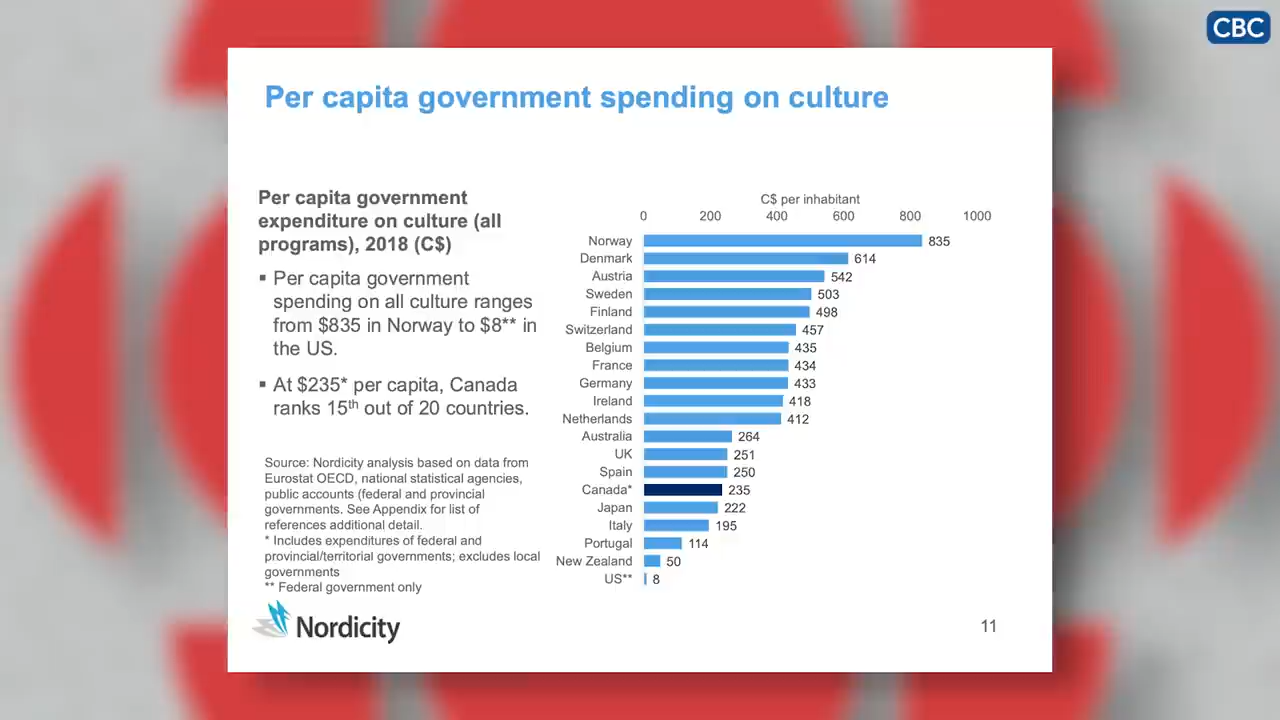 CBC
Per capita government spending on culture
Per capita government
expenditure on culture (all
programs), 2018 (C$)
▪ Per capita government
spending on all culture ranges
from $835 in Norway to $8** in
the US.
▪ At $235* per capita, Canada
ranks 15th out of 20 countries.
Source: Nordicity analysis based on data from
Eurostat OECD, national statistical agencies,
public accounts (federal and provincial
governments. See Appendix for list of
references additional detail.
* Includes expenditures of federal and
provincial/territorial governments; excludes local
governments
** Federal government only
Nordicity
C$ per inhabitant
0 200 400 600 800 1000
Norway 835
Denmark 614
Austria 542
Sweden 503
Finland 498
Switzerland 457
Belgium 435
France 434
Germany 433
Ireland 418
Netherlands 412
Australia 264
UK 251
Spain 250
Canada* 235
Japan 222
Italy 195
Portugal 114
New Zealand 50
US** 8
11